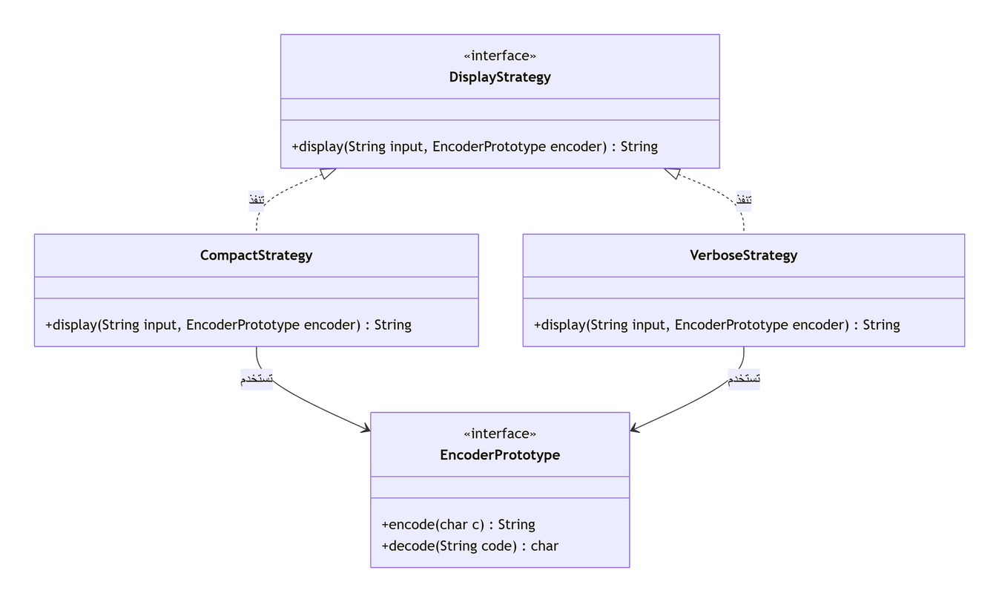 «interface»
DisplayStrategy
+display(String input, EncoderPrototype encoder) : String
تنفذ
تنفذ
CompactStrategy
+display(String input, EncoderPrototype encoder) : String
VerboseStrategy
+display(String input, EncoderPrototype encoder) : String
تستخدم
تستخدم
«interface»
EncoderPrototype
+encode(char c) : String
+decode(String code) : char